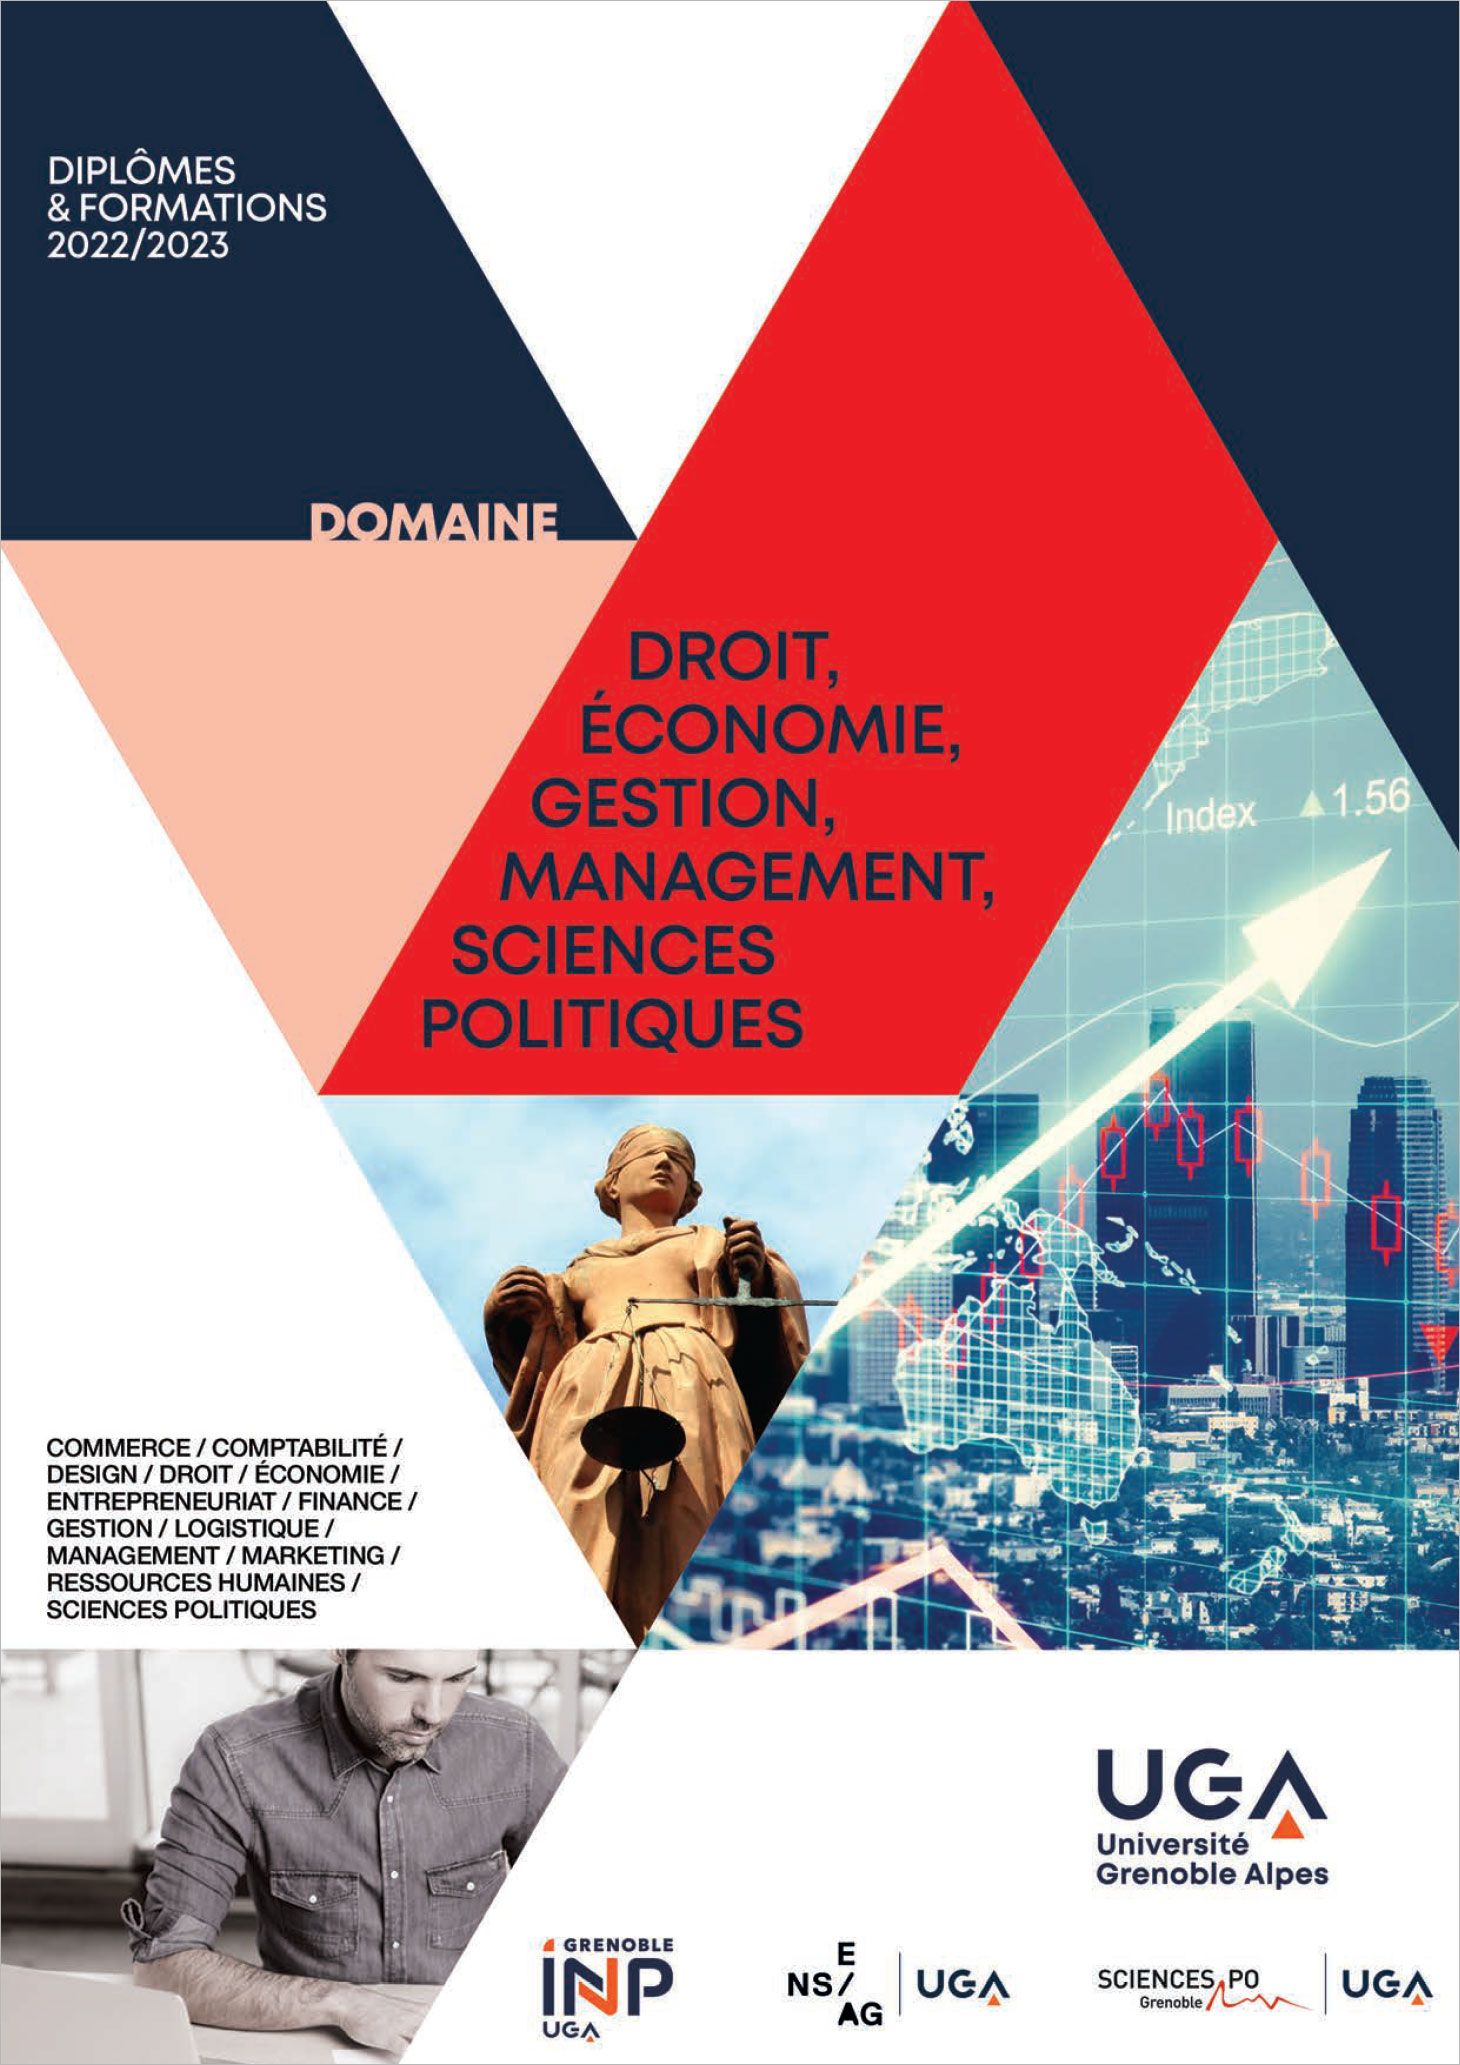 DIPLÔMES
& FORMATIONS
2022/2023
DOMAINE
DROIT,
ÉCONOMIE,
GESTION,
MANAGEMENT,
SCIENCES
POLITIQUES
Index ▲1.56
COMMERCE / COMPTABILITÉ /
DESIGN / DROIT / ÉCONOMIE /
ENTREPRENEURIAT / FINANCE /
GESTION / LOGISTIQUE /
MANAGEMENT / MARKETING /
RESSOURCES HUMAINES /
SCIENCES POLITIQUES
UGA
Université
Grenoble Alpes
GRENOBLE
INP
UGA
E
NS/
AG
UGA
SCIENCES PO
Grenoble
UGA